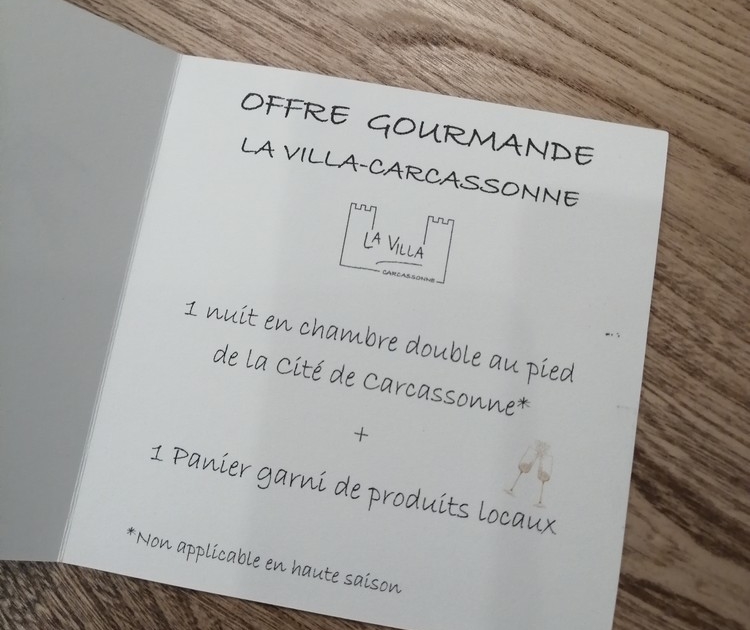 OFFRE GOURMANDE
LA VILLA-CARCASSONNE
LA VILLA
CARCASSONNE
1 nuit en chambre double au pied
de la Cité de Carcassonne*
+
1 Panier garni de produits locaux
*Non applicable en haute saison